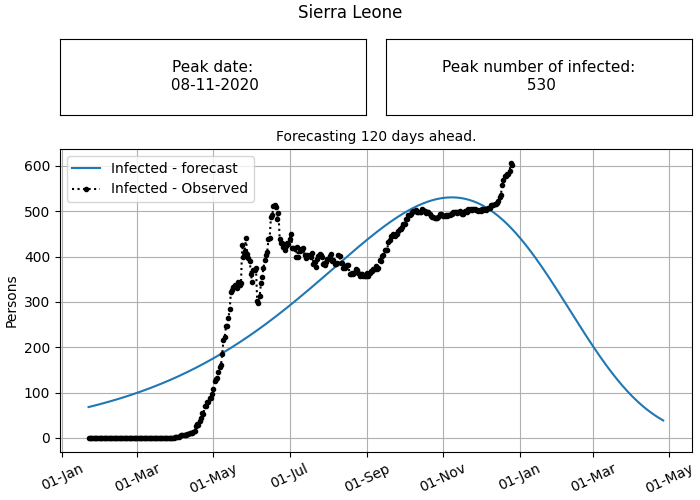 Sierra Leone
Peak date:
08-11-2020
Peak number of infected:
530
Forecasting 120 days ahead.
Infected - forecast
Infected - Observed
Persons
600
500
400
300
200
100
0
01-Jan
01-Mar
01-May
01-Jul
01-Sep
01-Nov
01-Jan
01-Mar
01-May